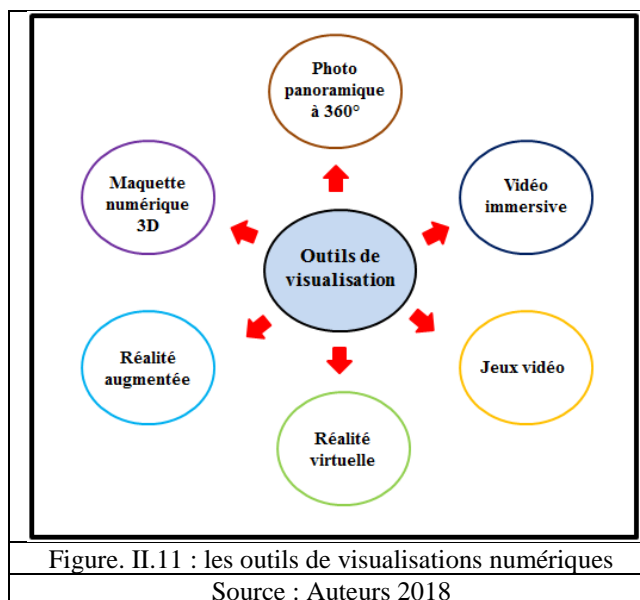 Photo
panoramique
à 360°
Maquette
numérique
3D
Vidéo
immersive
Outils de
visualisation
Réalité
augmentée
Jeux vidéo
Réalité
virtuelle
Figure. II.11 : les outils de visualisations numériques
Source : Auteurs 2018